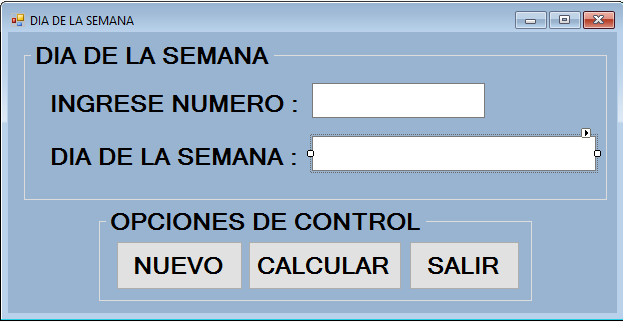 DIA DE LA SEMANA
DIA DE LA SEMANA
INGRESE NUMERO :
DIA DE LA SEMANA :
OPCIONES DE CONTROL
NUEVO CALCULAR SALIR